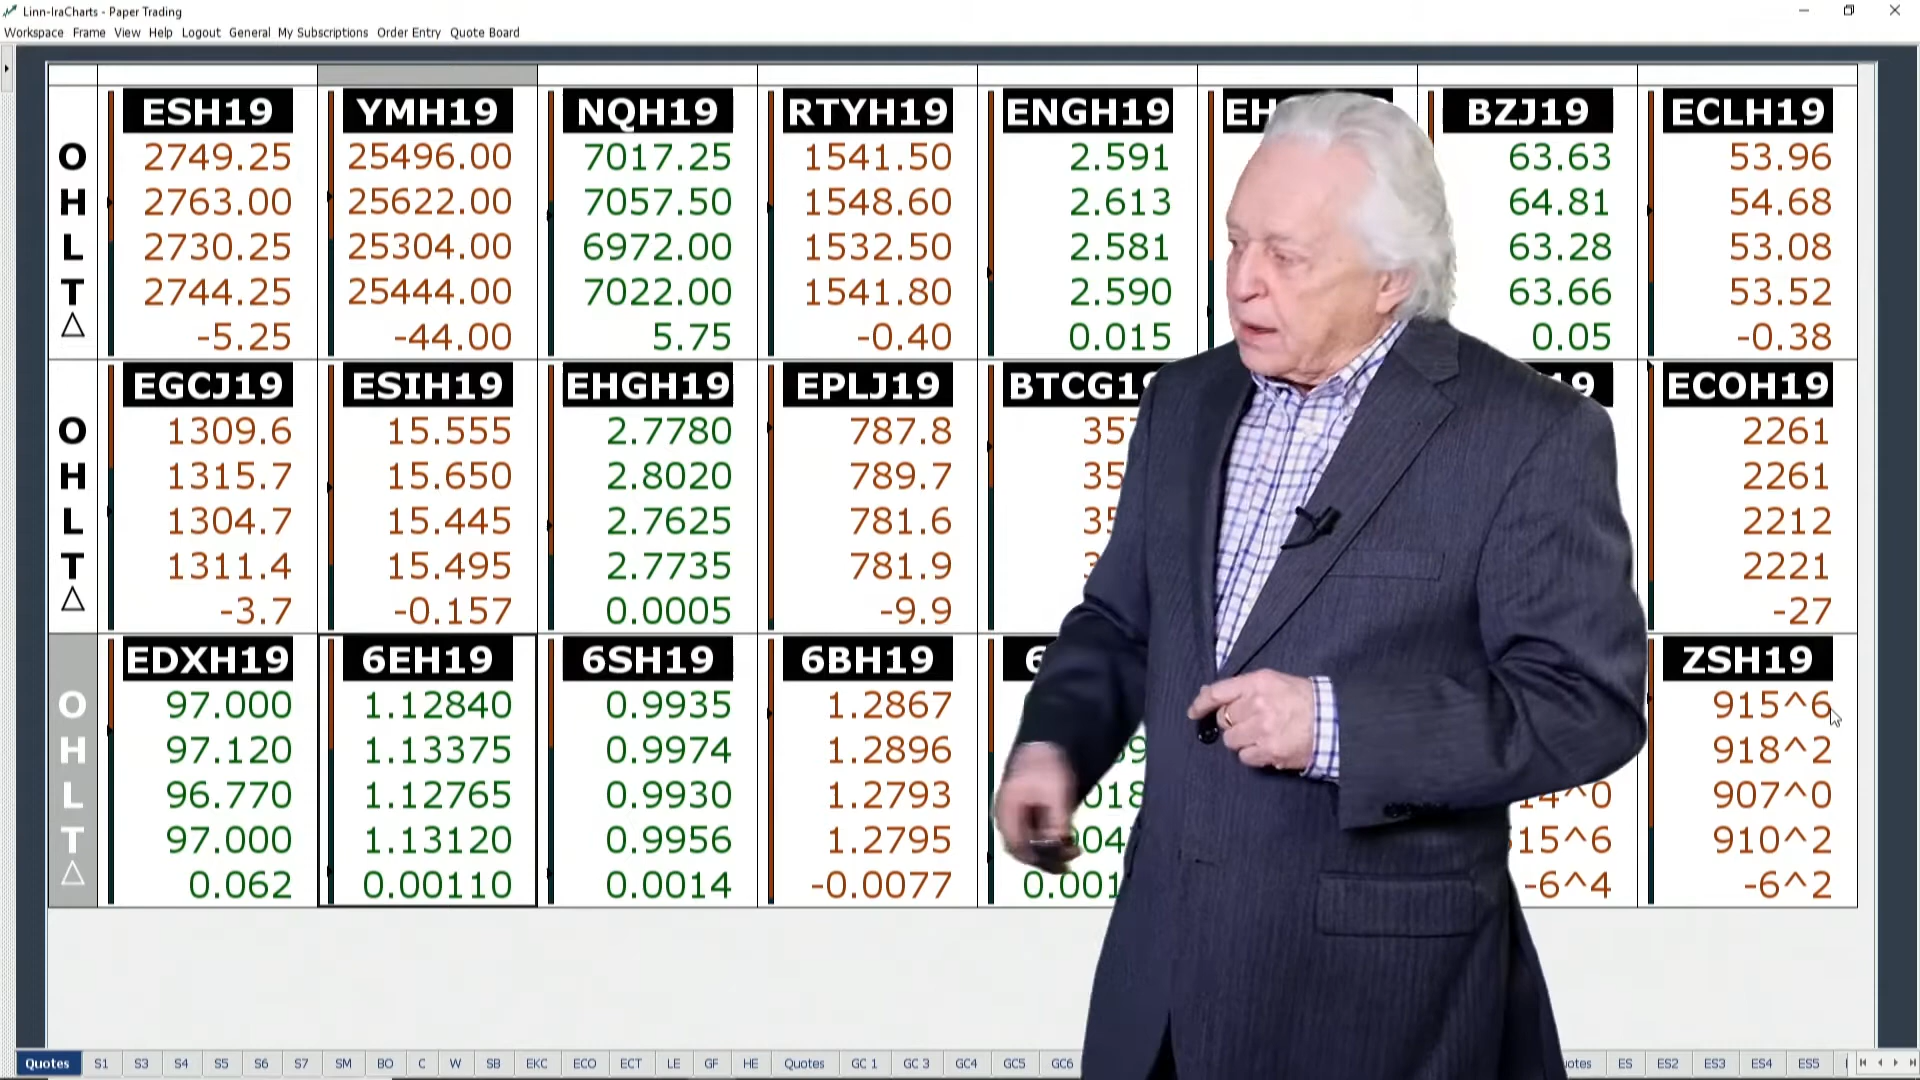 Linn-IraCharts - Paper Trading
Workspace Frame View Help Logout General My Subscriptions Order Entry Quote Board
ESH19 YMH19 NQH19 RTYH19 ENGH19 BZJ19 ECLH19
O 2749.25 25496.00 7017.25 1541.50 2.591 63.63 53.96
H 2763.00 25622.00 7057.50 1548.60 2.613 64.81 54.68
L 2730.25 25304.00 6972.00 1532.50 2.581 63.28 53.08
T 2744.25 25444.00 7022.00 1541.80 2.590 63.66 53.52
△ -5.25 -44.00 5.75 -0.40 0.015 0.05 -0.38
EGCJ19 ESIH19 EHGH19 EPLJ19 ECOH19
O 1309.6 15.555 2.7780 787.8 2261
H 1315.7 15.650 2.8020 789.7 2261
L 1304.7 15.445 2.7625 781.6 2212
T 1311.4 15.495 2.7735 781.9 2221
△ -3.7 -0.157 0.0005 -9.9 -27
EDXH19 6EH19 6SH19 6BH19 ZSH19
O 97.000 1.12840 0.9935 1.2867 915^6
H 97.120 1.13375 0.9974 1.2896 918^2
L 96.770 1.12765 0.9930 1.2793 907^0
T 97.000 1.13120 0.9956 1.2795 910^2
△ 0.062 0.00110 0.0014 -0.0077 -6^4 -6^2
Quotes S1 S3 S4 S5 S6 S7 SM BO C W SB EKC ECO ECT LE GF HE Quotes GC 1 GC 3 GC4 GC5 GC6 ES ES2 ES3 ES4 ES5